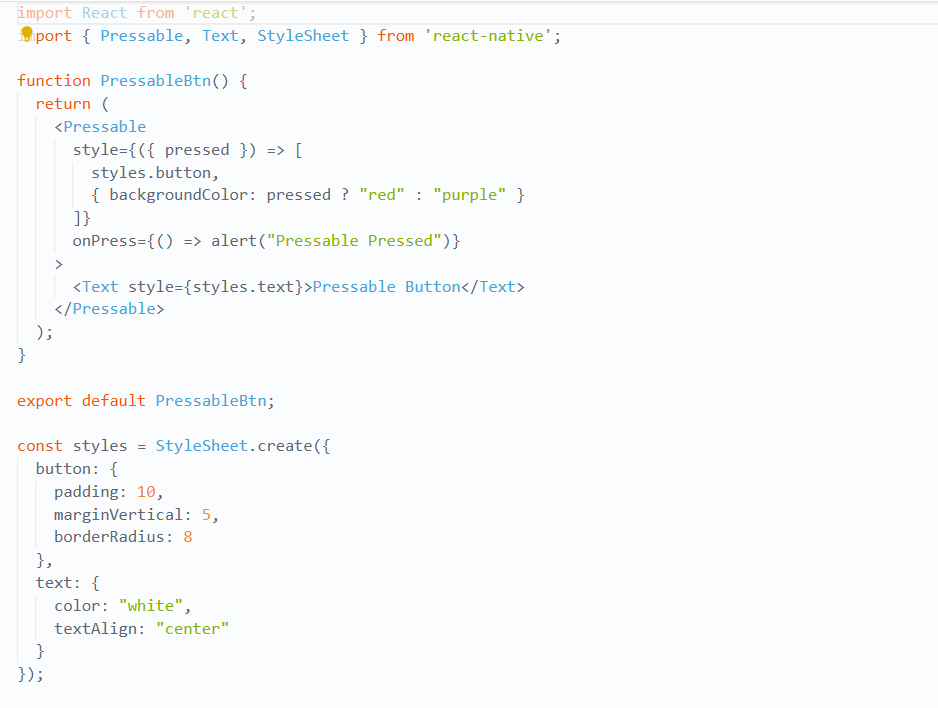 import React from 'react';
import { Pressable, Text, StyleSheet } from 'react-native';

function PressableBtn() {
  return (
    <Pressable
      style={({ pressed }) => [
        styles.button,
        { backgroundColor: pressed ? "red" : "purple" }
      ]}
      onPress={() => alert("Pressable Pressed")}
    >
      <Text style={styles.text}>Pressable Button</Text>
    </Pressable>
  );
}

export default PressableBtn;

const styles = StyleSheet.create({
  button: {
    padding: 10,
    marginVertical: 5,
    borderRadius: 8
  },
  text: {
    color: "white",
    textAlign: "center"
  }
});